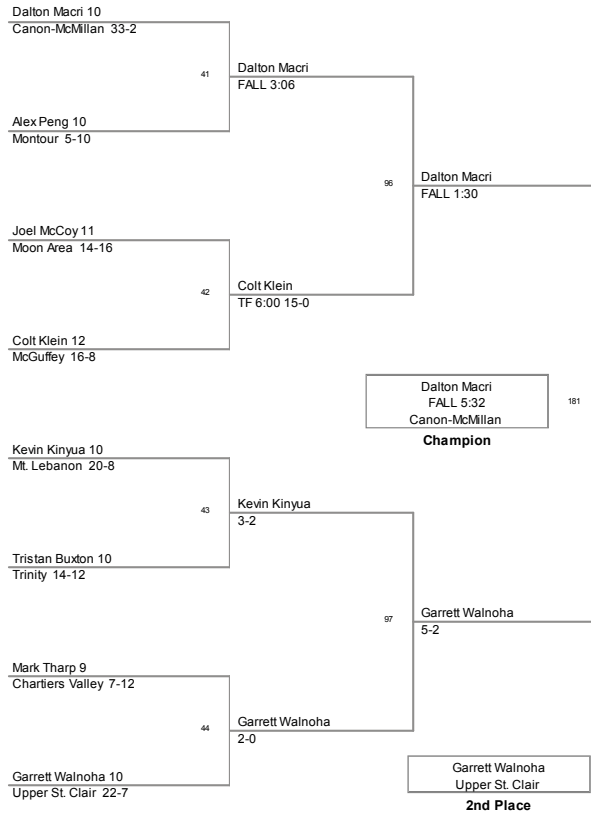 Dalton Macri 10
Canon-McMillan 33-2
41
Dalton Macri
FALL 3:06
Alex Peng 10
Montour 5-10
96
Dalton Macri
FALL 1:30
Joel McCoy 11
Moon Area 14-16
42
Colt Klein
TF 6:00 15-0
Colt Klein 12
McGuffey 16-8
Dalton Macri
FALL 5:32
Canon-McMillan
181
Champion
Kevin Kinyua 10
Mt. Lebanon 20-8
43
Kevin Kinyua
3-2
Tristan Buxton 10
Trinity 14-12
97
Garrett Walnoha
5-2
Mark Tharp 9
Chartiers Valley 7-12
44
Garrett Walnoha
2-0
Garrett Walnoha 10
Upper St. Clair 22-7
Garrett Walnoha
Upper St. Clair
2nd Place